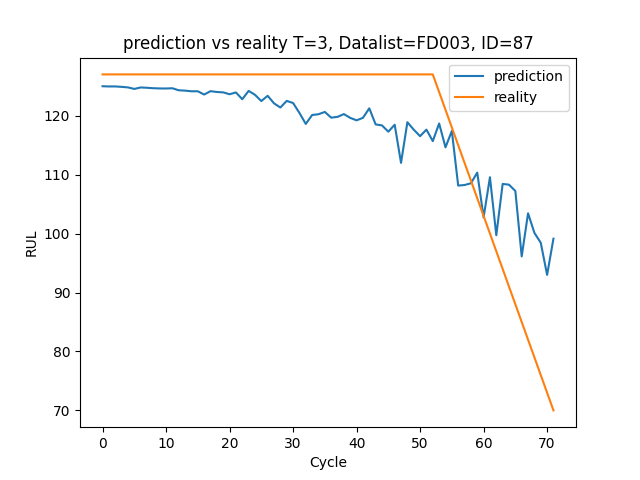 prediction vs reality T=3, Datalist=FD003, ID=87
prediction
reality
120
110
100
90
80
70
RUL
0 10 20 30 40 50 60 70
Cycle